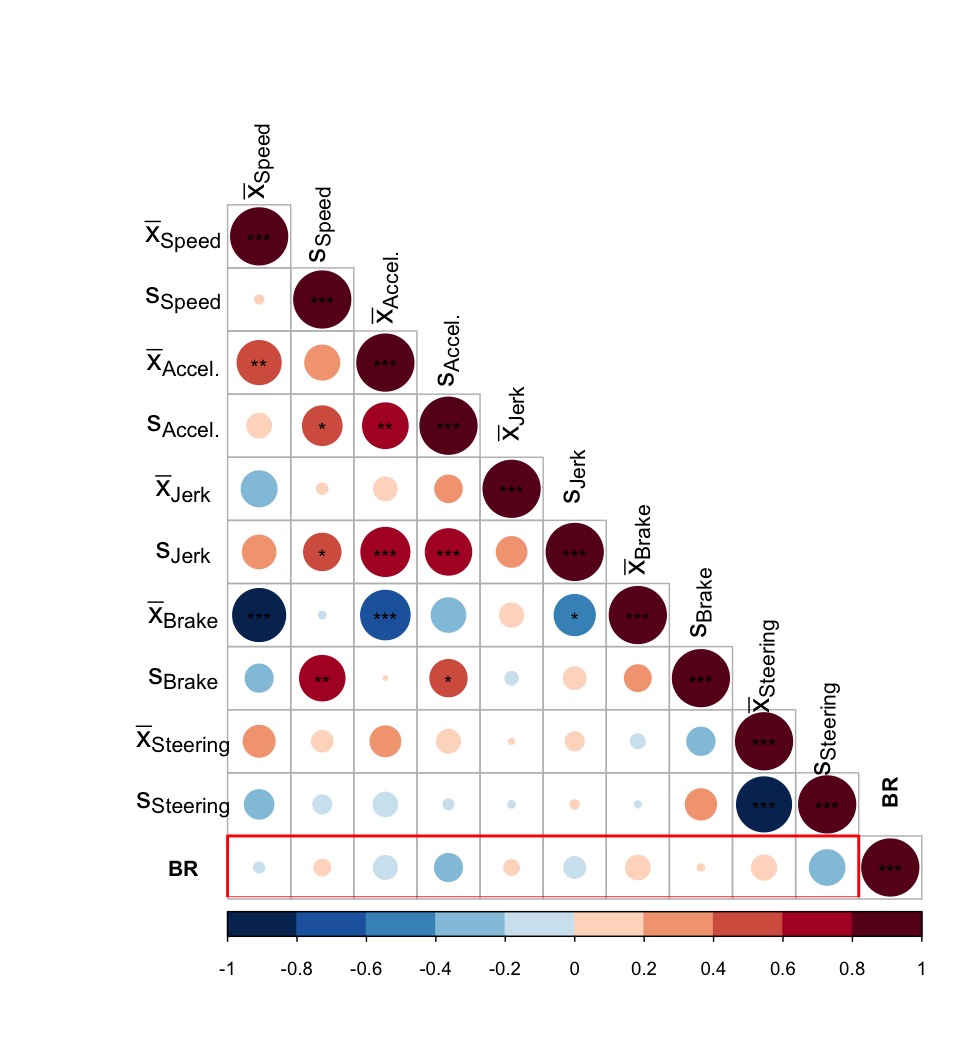 x̅Speed
sSpeed
x̅Accel.
sAccel.
x̅Jerk
sJerk
x̅Brake
sBrake
x̅Steering
sSteering
BR
x̅Speed ***
sSpeed ***
x̅Accel. ** ***
sAccel. * ** ***
x̅Jerk ***
sJerk * *** *** ***
x̅Brake *** *** * ***
sBrake ** * ***
x̅Steering ***
sSteering *** ***
BR ***
-1 -0.8 -0.6 -0.4 -0.2 0 0.2 0.4 0.6 0.8 1